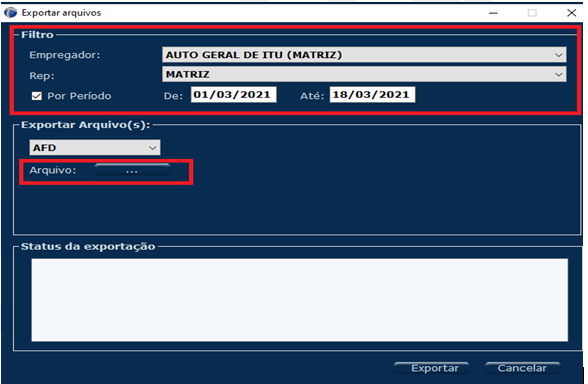 Exportar arquivos
Filtro
Empregador: AUTO GERAL DE ITU (MATRIZ)
Rep: MATRIZ
Por Período De: 01/03/2021 Até: 18/03/2021
Exportar Arquivo(s):
AFD
Arquivo: ...
Status da exportação
Exportar Cancelar